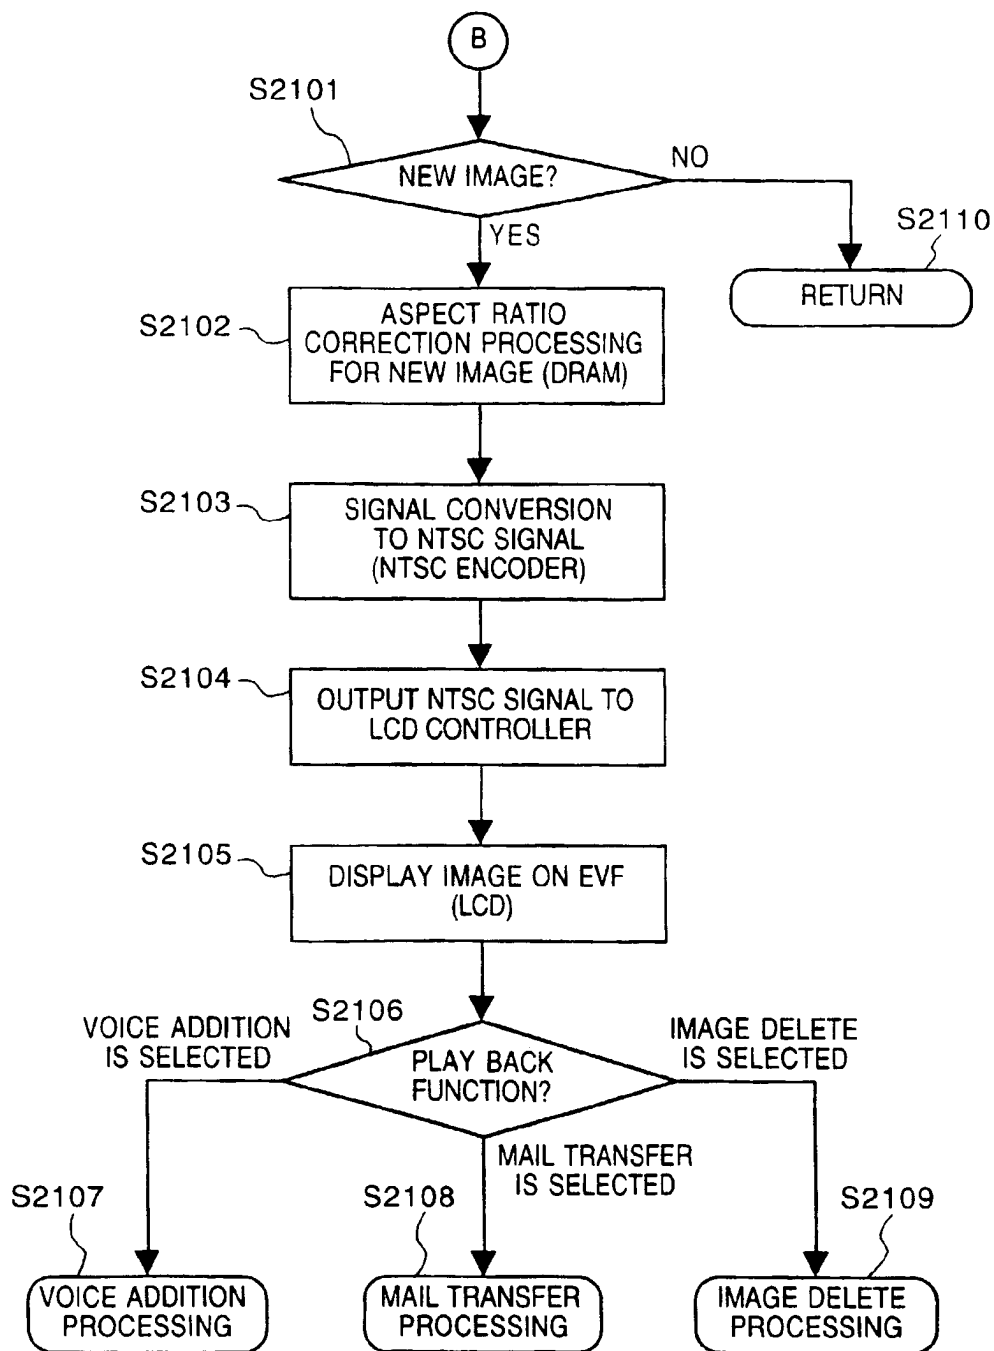 B
S2101
NEW IMAGE?
NO
YES
S2110
RETURN
S2102
ASPECT RATIO
CORRECTION PROCESSING
FOR NEW IMAGE (DRAM)
S2103
SIGNAL CONVERSION
TO NTSC SIGNAL
(NTSC ENCODER)
S2104
OUTPUT NTSC SIGNAL TO
LCD CONTROLLER
S2105
DISPLAY IMAGE ON EVF
(LCD)
S2106
PLAY BACK
FUNCTION?
VOICE ADDITION
IS SELECTED
IMAGE DELETE
IS SELECTED
MAIL TRANSFER
IS SELECTED
S2107
VOICE ADDITION
PROCESSING
S2108
MAIL TRANSFER
PROCESSING
S2109
IMAGE DELETE
PROCESSING